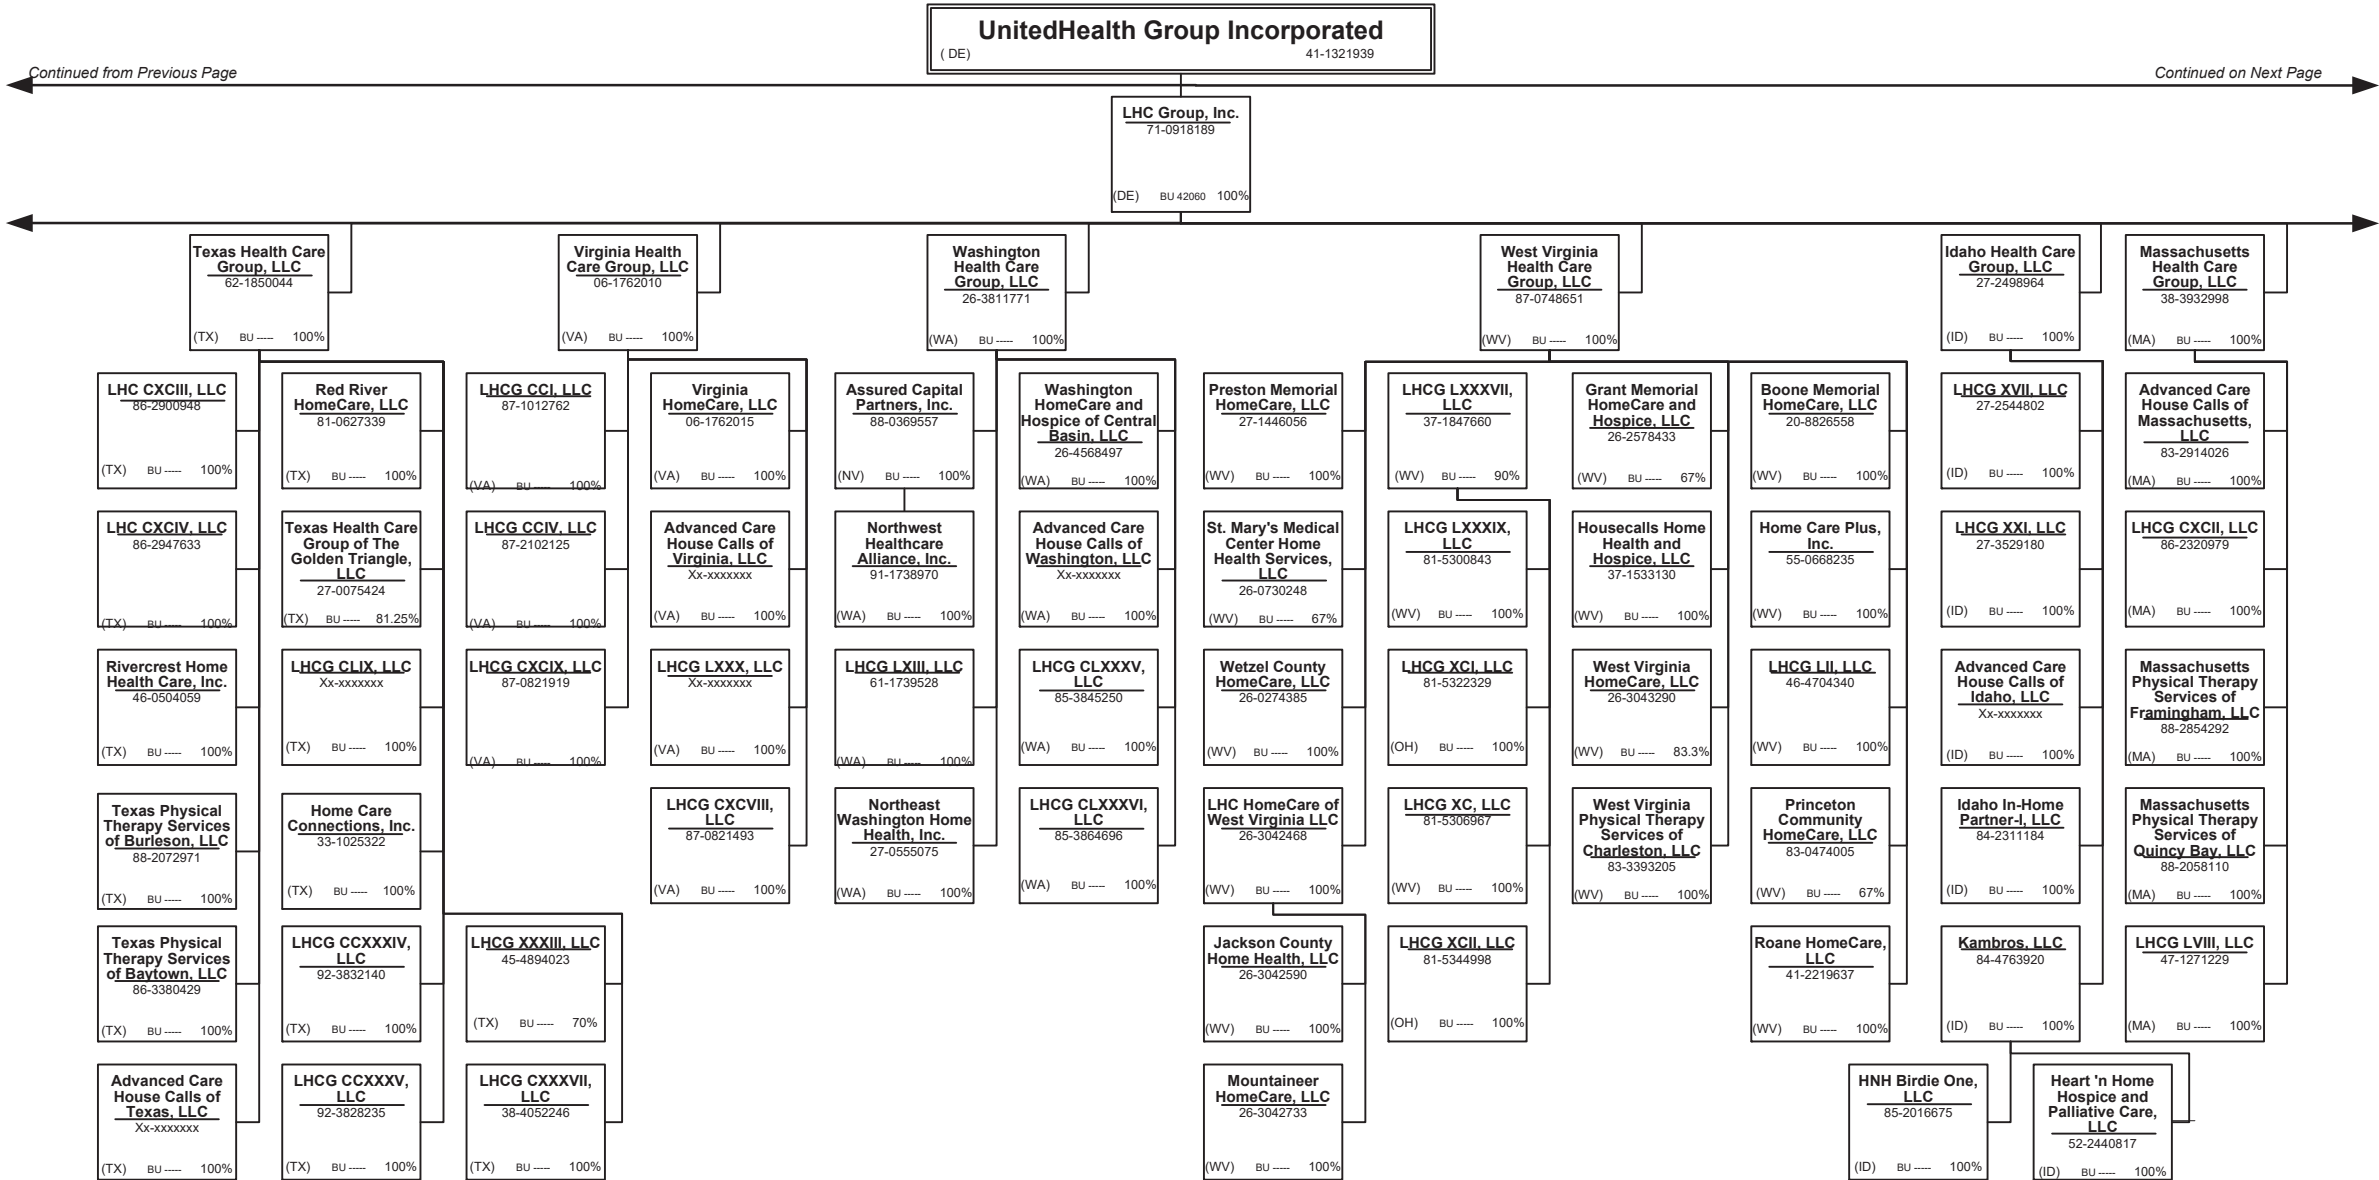 UnitedHealth Group Incorporated
( DE) 41-1321939
Continued from Previous Page
Continued on Next Page
LHC Group, Inc.
71-0918189
(DE) BU 42060 100%
Texas Health Care
Group, LLC
62-1850044
(TX) BU ----- 100%
Virginia Health
Care Group, LLC
06-1762010
(VA) BU ----- 100%
Washington
Health Care
Group, LLC
26-3811771
(WA) BU ----- 100%
West Virginia
Health Care
Group, LLC
87-0748651
(WV) BU ----- 100%
Idaho Health Care
Group, LLC
27-2498964
(ID) BU ----- 100%
Massachusetts
Health Care
Group, LLC
38-3932998
(MA) BU ----- 100%
LHC CXCIII, LLC
86-2900948
(TX) BU ----- 100%
Red River
HomeCare, LLC
81-0627339
(TX) BU ----- 100%
LHCG CCI, LLC
87-1012762
(VA) BU ----- 100%
Virginia
HomeCare, LLC
06-1762015
(VA) BU ----- 100%
Assured Capital
Partners, Inc.
88-0369557
(NV) BU ----- 100%
Washington
HomeCare and
Hospice of Central
Basin, LLC
26-4568497
(WA) BU ----- 100%
Preston Memorial
HomeCare, LLC
27-1446056
(WV) BU ----- 100%
LHCG LXXXVII,
LLC
37-1847660
(WV) BU ----- 90%
Grant Memorial
HomeCare and
Hospice, LLC
26-2578433
(WV) BU ----- 67%
Boone Memorial
HomeCare, LLC
20-8826558
(WV) BU ----- 100%
LHCG XVII, LLC
27-2544802
(ID) BU ----- 100%
Advanced Care
House Calls of
Massachusetts,
LLC
83-2914026
(MA) BU ----- 100%
LHC CXCIV, LLC
86-2947633
(TX) BU ----- 100%
Texas Health Care
Group of The
Golden Triangle,
LLC
27-0075424
(TX) BU ----- 81.25%
LHCG CCIV, LLC
87-2102125
(VA) BU ----- 100%
Advanced Care
House Calls of
Virginia, LLC
Xx-xxxxxxx
(VA) BU ----- 100%
Northwest
Healthcare
Alliance, Inc.
91-1738970
(WA) BU ----- 100%
Advanced Care
House Calls of
Washington, LLC
Xx-xxxxxxx
(WA) BU ----- 100%
St. Mary's Medical
Center Home
Health Services,
LLC
26-0730248
(WV) BU ----- 67%
LHCG LXXXIX,
LLC
81-5300843
(WV) BU ----- 100%
Housecalls Home
Health and
Hospice, LLC
37-1533130
(WV) BU ----- 100%
Home Care Plus,
Inc.
55-0668235
(WV) BU ----- 100%
LHCG XXI, LLC
27-3529180
(ID) BU ----- 100%
LHCG CXCII, LLC
86-2320979
(MA) BU ----- 100%
Rivercrest Home
Health Care, Inc.
46-0504059
(TX) BU ----- 100%
LHCG CLIX, LLC
Xx-xxxxxxx
(TX) BU ----- 100%
LHCG CXCIX, LLC
87-0821919
(VA) BU ----- 100%
LHCG LXXX, LLC
Xx-xxxxxxx
(VA) BU ----- 100%
LHCG LXIII, LLC
61-1739528
(WA) BU ----- 100%
LHCG CLXXXV,
LLC
85-3845250
(WA) BU ----- 100%
Wetzel County
HomeCare, LLC
26-0274385
(WV) BU ----- 100%
LHCG XCI, LLC
81-5322329
(OH) BU ----- 100%
West Virginia
HomeCare, LLC
26-3043290
(WV) BU ----- 83.3%
LHCG LII, LLC
46-4704340
(WV) BU ----- 100%
Advanced Care
House Calls of
Idaho, LLC
Xx-xxxxxxx
(ID) BU ----- 100%
Massachusetts
Physical Therapy
Services of
Framingham, LLC
88-2854292
(MA) BU ----- 100%
Texas Physical
Therapy Services
of Burleson, LLC
88-2072971
(TX) BU ----- 100%
Home Care
Connections, Inc.
33-1025322
(TX) BU ----- 100%
LHCG CXCVIII,
LLC
87-0821493
(VA) BU ----- 100%
Northeast
Washington Home
Health, Inc.
27-0555075
(WA) BU ----- 100%
LHCG CLXXXVI,
LLC
85-3864696
(WA) BU ----- 100%
LHC HomeCare of
West Virginia LLC
26-3042468
(WV) BU ----- 100%
LHCG XC, LLC
81-5306967
(WV) BU ----- 100%
West Virginia
Physical Therapy
Services of
Charleston, LLC
83-3393205
(WV) BU ----- 100%
Princeton
Community
HomeCare, LLC
83-0474005
(WV) BU ----- 67%
Idaho In-Home
Partner-I, LLC
84-2311184
(ID) BU ----- 100%
Massachusetts
Physical Therapy
Services of
Quincy Bay, LLC
88-2058110
(MA) BU ----- 100%
Texas Physical
Therapy Services
of Baytown, LLC
86-3380429
(TX) BU ----- 100%
LHCG CCXXXIV,
LLC
92-3832140
(TX) BU ----- 100%
LHCG XXXIII, LLC
45-4894023
(TX) BU ----- 70%
Jackson County
Home Health, LLC
26-3042590
(WV) BU ----- 100%
LHCG XCII, LLC
81-5344998
(OH) BU ----- 100%
Roane HomeCare,
LLC
41-2219637
(WV) BU ----- 100%
Kambros, LLC
84-4763920
(ID) BU ----- 100%
LHCG LVIII, LLC
47-1271229
(MA) BU ----- 100%
Advanced Care
House Calls of
Texas, LLC
Xx-xxxxxxx
(TX) BU ----- 100%
LHCG CCXXXV,
LLC
92-3828235
(TX) BU ----- 100%
LHCG CXXXVII,
LLC
38-4052246
(TX) BU ----- 100%
Mountaineer
HomeCare, LLC
26-3042733
(WV) BU ----- 100%
HNH Birdie One,
LLC
85-2016675
(ID) BU ----- 100%
Heart 'n Home
Hospice and
Palliative Care,
LLC
52-2440817
(ID) BU ----- 100%